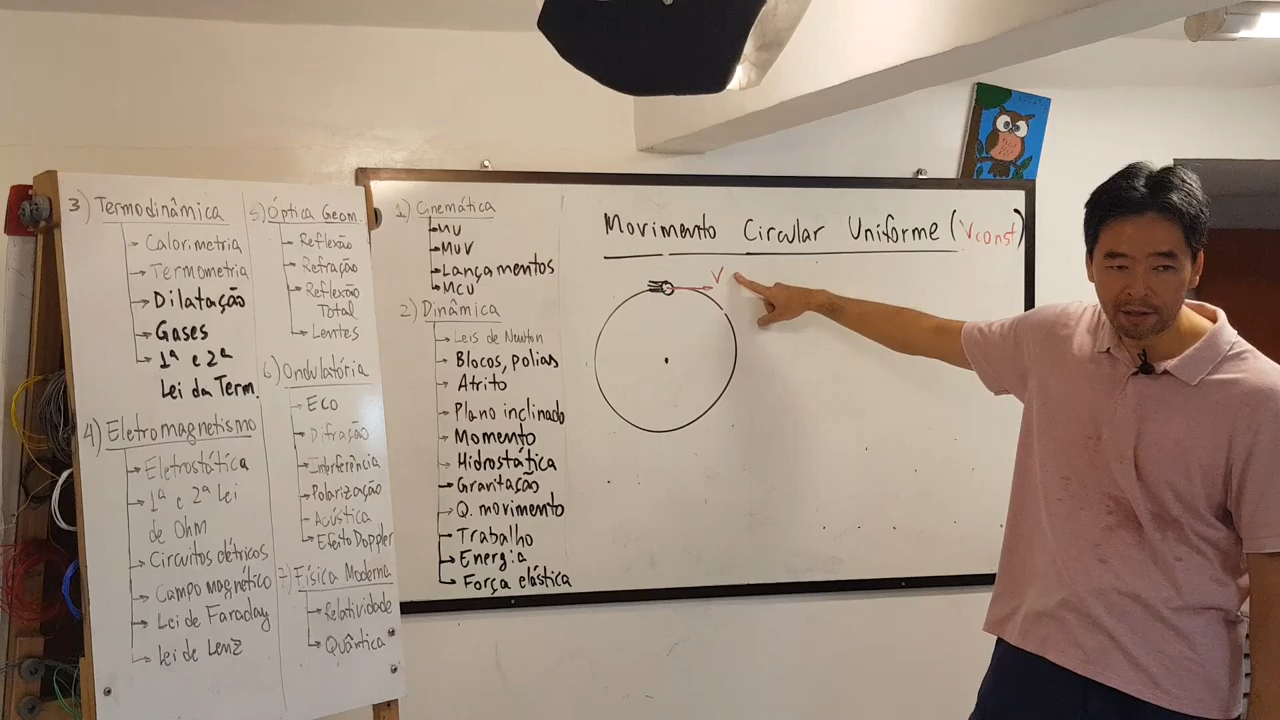 3) Termodinâmica
Calorimetria
Termometria
Dilatação
Gases
1ª e 2ª
Lei da Term.
4) Eletromagnetismo
Eletrostática
1ª e 2ª Lei
de Ohm
Circuitos elétricos
Campo magnético
Lei de Faraday
Lei de Lenz
5) Óptica Geom.
Reflexão
Refração
Reflexão
Total
Lentes
6) Ondulatória
Eco
Difração
Interferência
Polarização
Acústica
Efeito Doppler
7) Física Moderna
Relatividade
Quântica
1) Cinemática
MU
MUV
Lançamentos
MCU
2) Dinâmica
Leis de Newton
Blocos, polias
Atrito
Plano inclinado
Momento
Hidrostática
Gravitação
Q. movimento
Trabalho
Energia
Força elástica
Movimento Circular Uniforme (v const)
v